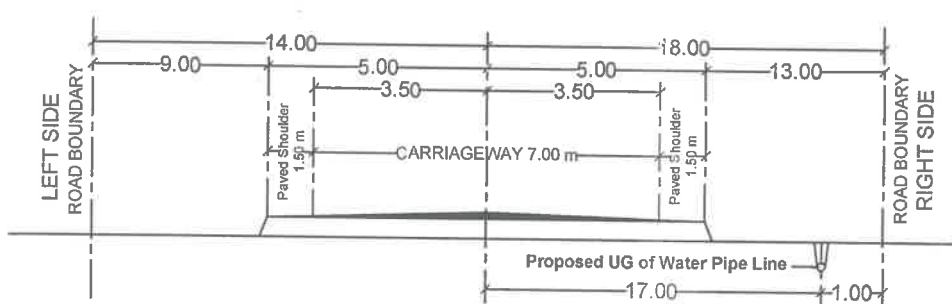 14.00
18.00
9.00
5.00
5.00
13.00
3.50
3.50
LEFT SIDE
ROAD BOUNDARY
Paved Shoulder
1.50 m
CARRIAGEWAY 7.00 m
Paved Shoulder
1.50 m
ROAD BOUNDARY
RIGHT SIDE
Proposed UG of Water Pipe Line
17.00
1.00